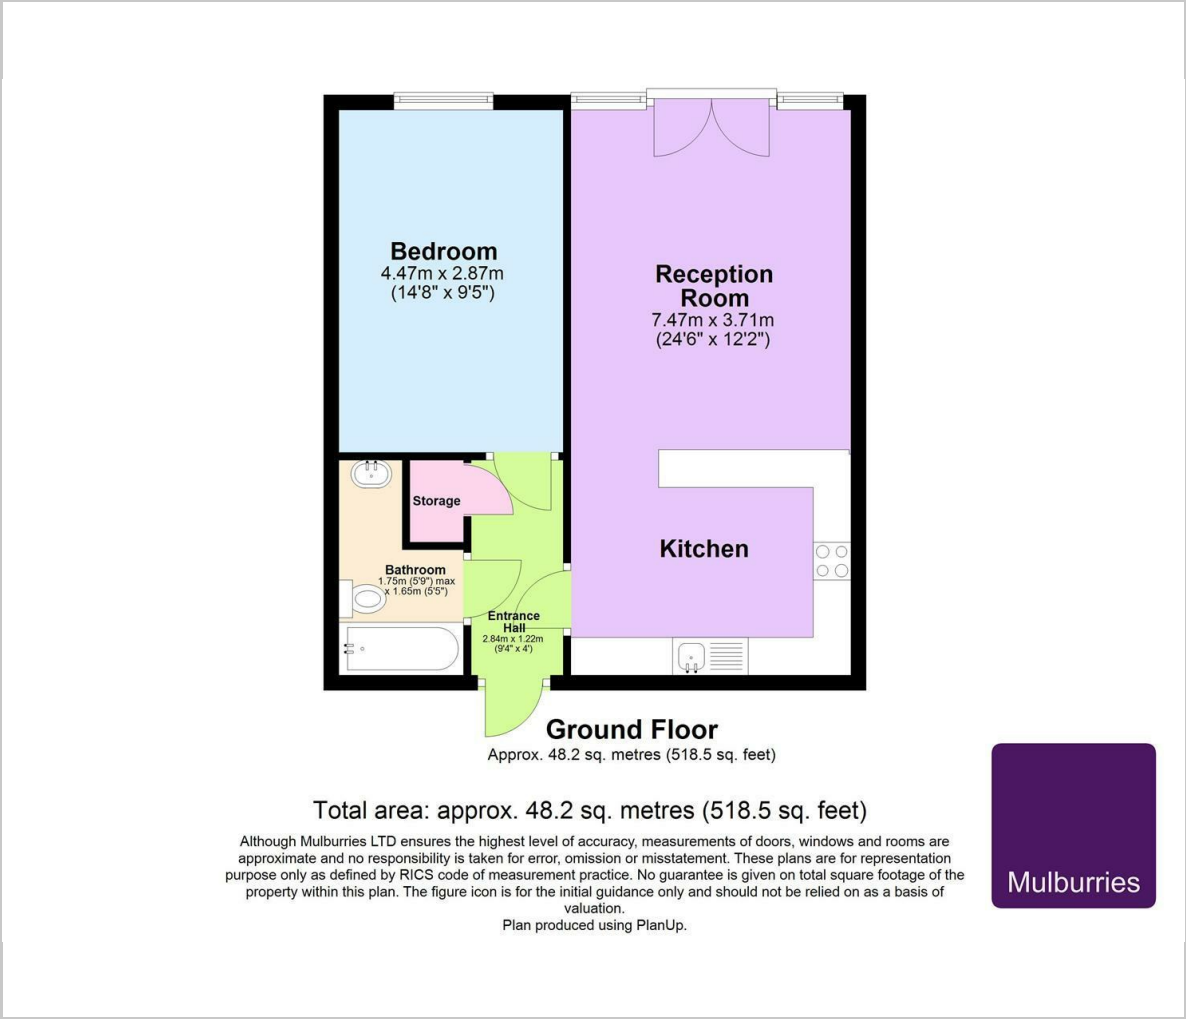 Bedroom
4.47m x 2.87m
(14'8" x 9'5")
Reception
Room
7.47m x 3.71m
(24'6" x 12'2")
Storage
Kitchen
Bathroom
1.75m (5'9") max
x 1.65m (5'5")
Entrance
Hall
2.84m x 1.22m
(9'4" x 4')
Ground Floor
Approx. 48.2 sq. metres (518.5 sq. feet)
Total area: approx. 48.2 sq. metres (518.5 sq. feet)
Although Mulburries LTD ensures the highest level of accuracy, measurements of doors, windows and rooms are
approximate and no responsibility is taken for error, omission or misstatement. These plans are for representation
purpose only as defined by RICS code of measurement practice. No guarantee is given on total square footage of the
property within this plan. The figure icon is for the initial guidance only and should not be relied on as a basis of
valuation.
Plan produced using PlanUp.
Mulburries